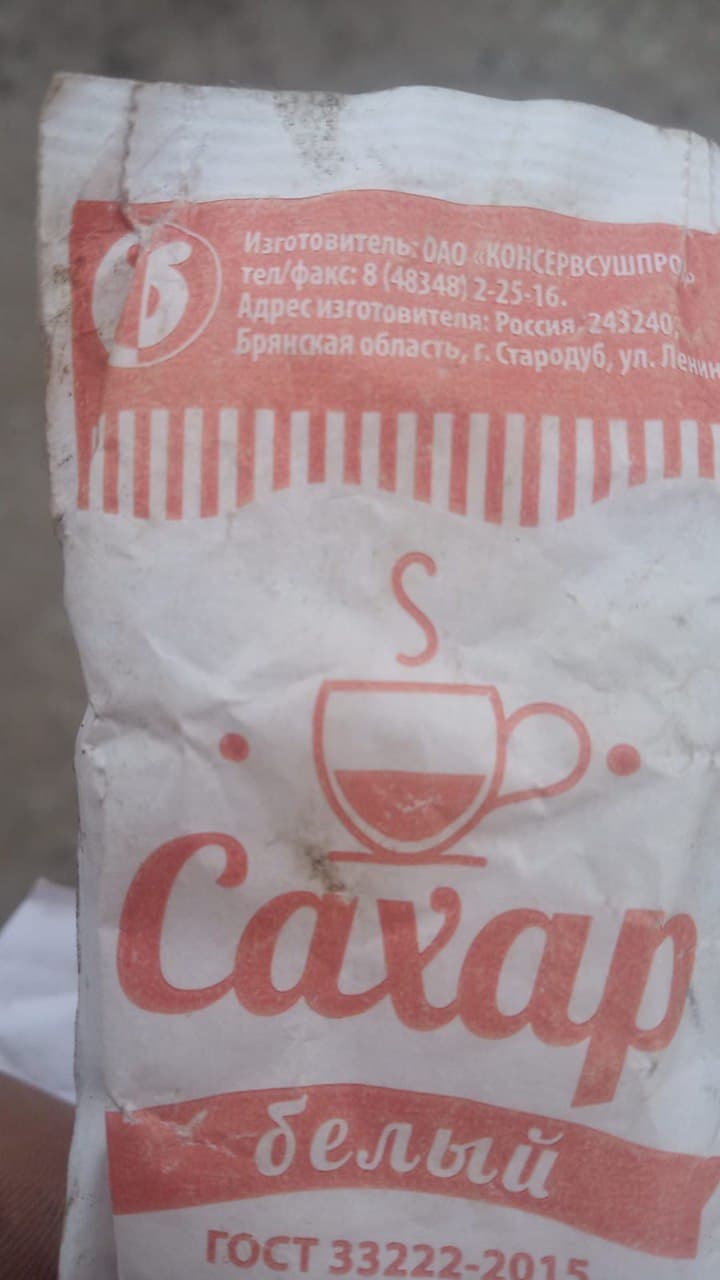 Изготовитель: ОАО «КОНСЕРВСУШПРОД
тел/факс: 8 (48348) 2-25-16.
Адрес изготовителя: Россия, 243240,
Брянская область, г. Стародуб, ул. Ленин
Сахар
белый
ГОСТ 33222-2015